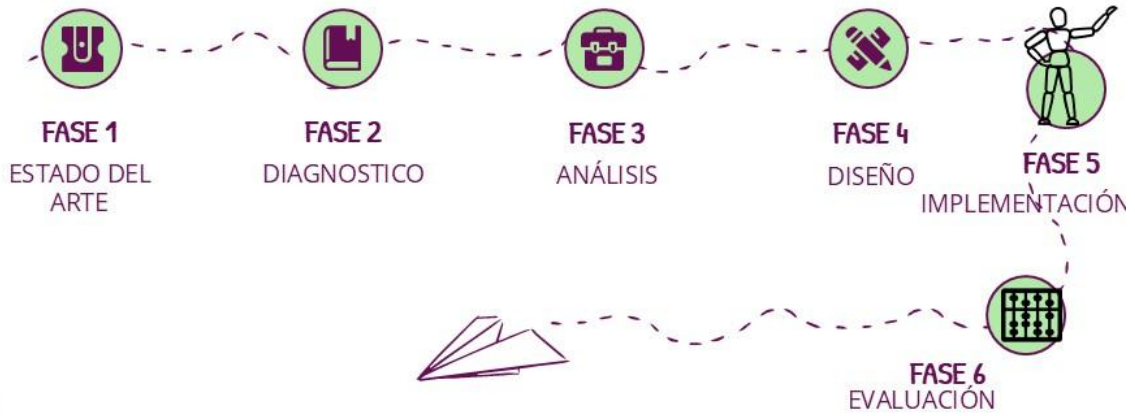 FASE 1
ESTADO DEL
ARTE
FASE 2
DIAGNOSTICO
FASE 3
ANÁLISIS
FASE 4
DISEÑO
FASE 5
IMPLEMENTACIÓN
FASE 6
EVALUACIÓN